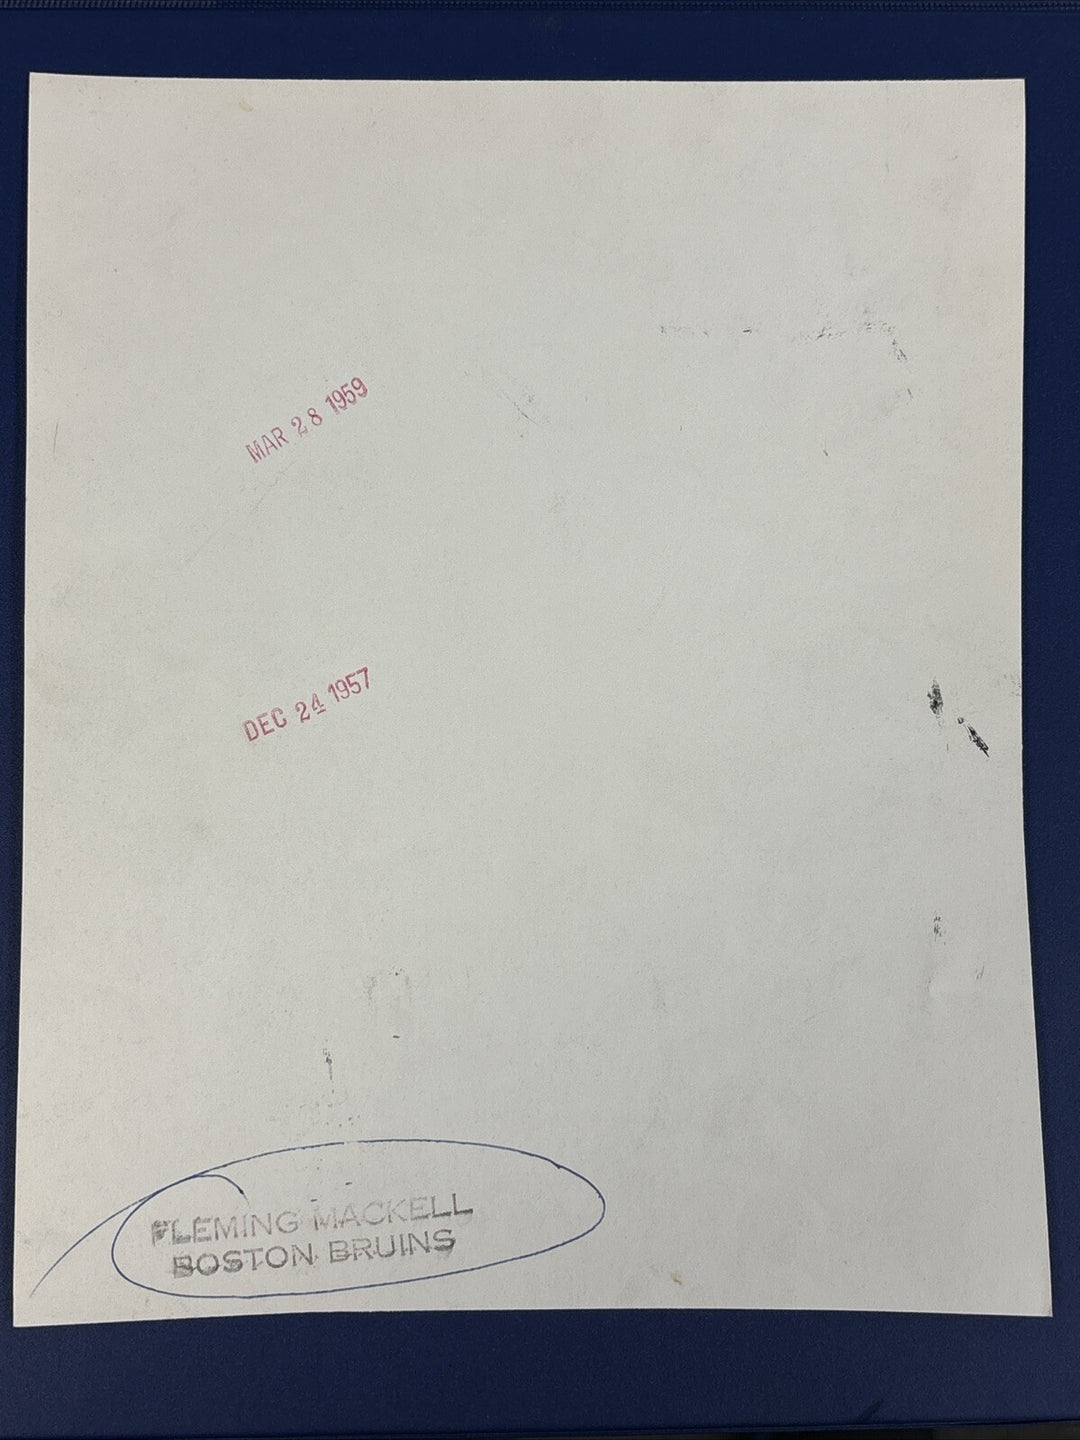 MAR 28 1959
DEC 24 1957
FLEMING MACKELL
BOSTON BRUINS